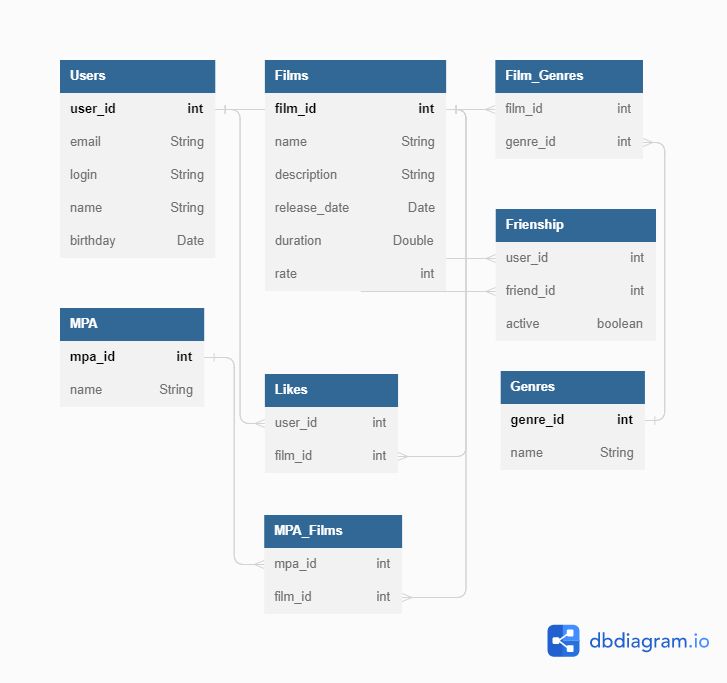 Users
user_id int
email String
login String
name String
birthday Date
Films
film_id int
name String
description String
release_date Date
duration Double
rate int
Film_Genres
film_id int
genre_id int
Frienship
user_id int
friend_id int
active boolean
MPA
mpa_id int
name String
Likes
user_id int
film_id int
Genres
genre_id int
name String
MPA_Films
mpa_id int
film_id int
dbdiagram.io